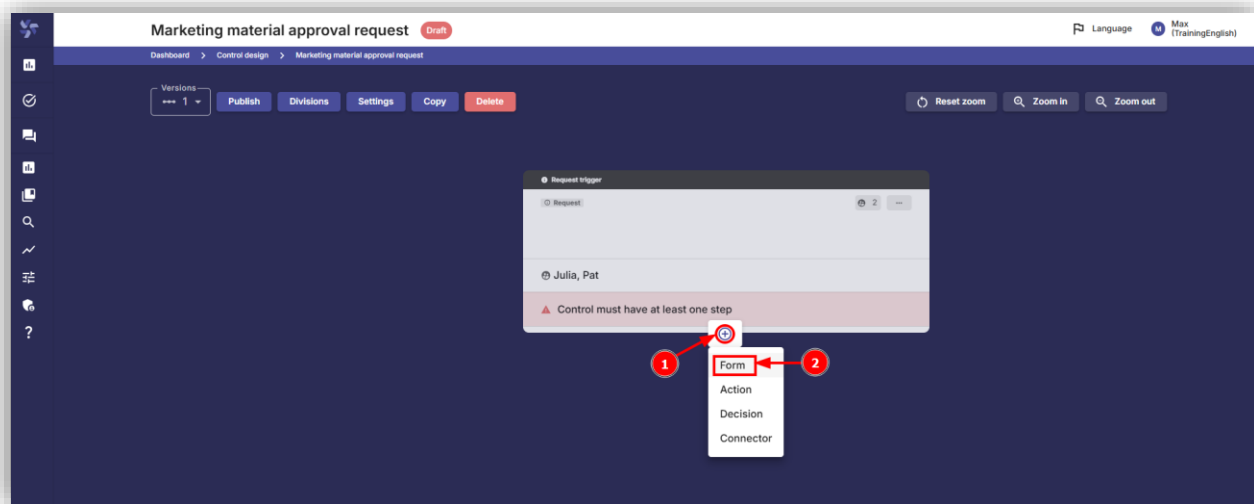 Marketing material approval request Draft
Language M Max (TrainingEnglish)
Dashboard > Control design > Marketing material approval request
Versions
1 Publish Divisions Settings Copy Delete
Reset zoom Zoom in Zoom out
Request trigger
Request 2
Julia, Pat
Control must have at least one step
1
Form 2
Action
Decision
Connector
?